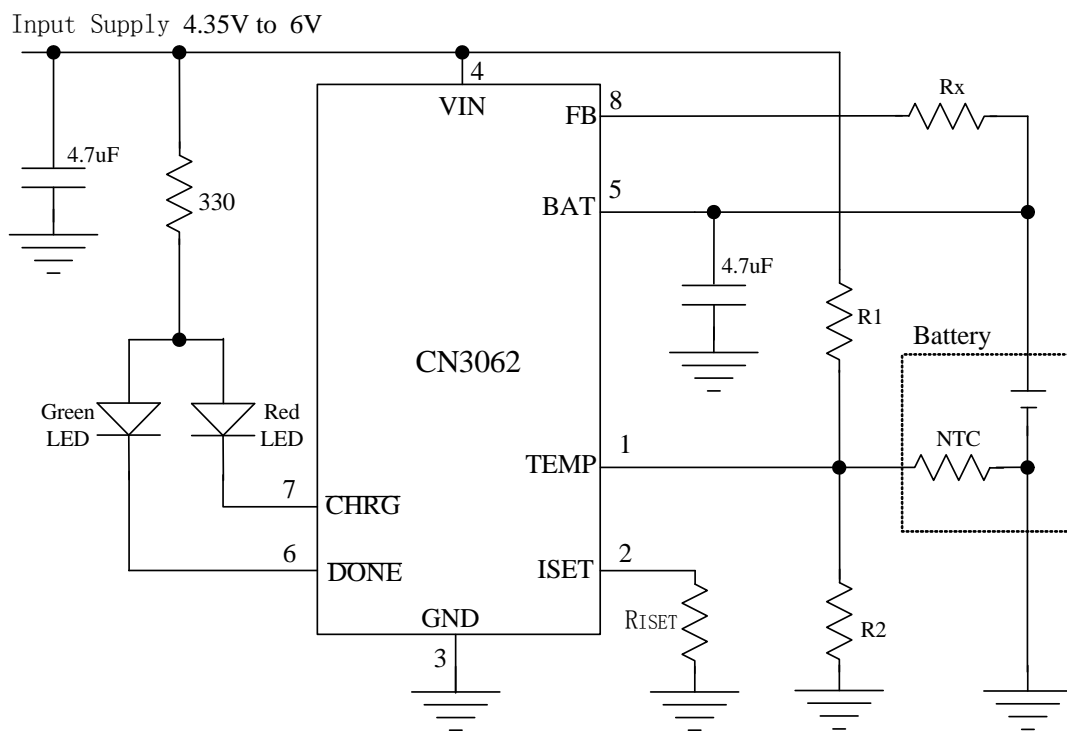 Input Supply 4.35V to 6V
4
VIN
8
FB
Rx
4.7uF
330
5
BAT
4.7uF
R1
CN3062
Battery
Green
LED
Red
LED
1
TEMP
NTC
7
CHRG
6
DONE
2
ISET
RISET
R2
GND
3